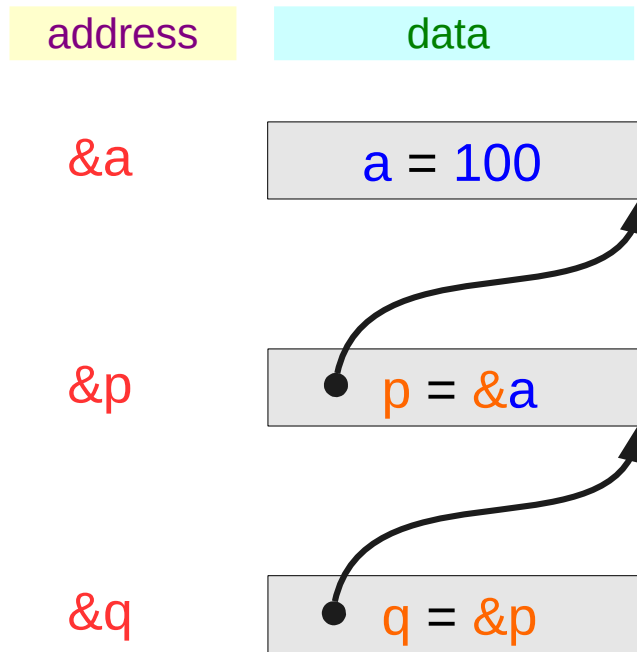 address data
&a a = 100
&p p = &a
&q q = &p